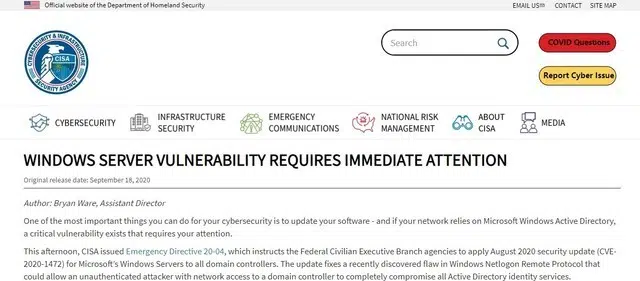 Official website of the Department of Homeland Security
EMAIL US CONTACT SITE MAP
CYBERSECURITY & INFRASTRUCTURE
SECURITY AGENCY
CISA
Search
COVID Questions
Report Cyber Issue
CYBERSECURITY
INFRASTRUCTURE
SECURITY
EMERGENCY
COMMUNICATIONS
NATIONAL RISK
MANAGEMENT
ABOUT
CISA
MEDIA
WINDOWS SERVER VULNERABILITY REQUIRES IMMEDIATE ATTENTION
Original release date: September 18, 2020
Author: Bryan Ware, Assistant Director
One of the most important things you can do for your cybersecurity is to update your software - and if your network relies on Microsoft Windows Active Directory,
a critical vulnerability exists that requires your attention.
This afternoon, CISA issued Emergency Directive 20-04, which instructs the Federal Civilian Executive Branch agencies to apply August 2020 security update (CVE-
2020-1472) for Microsoft's Windows Servers to all domain controllers. The update fixes a recently discovered flaw in Windows Netlogon Remote Protocol that
could allow an unauthenticated attacker with network access to a domain controller to completely compromise all Active Directory identity services.